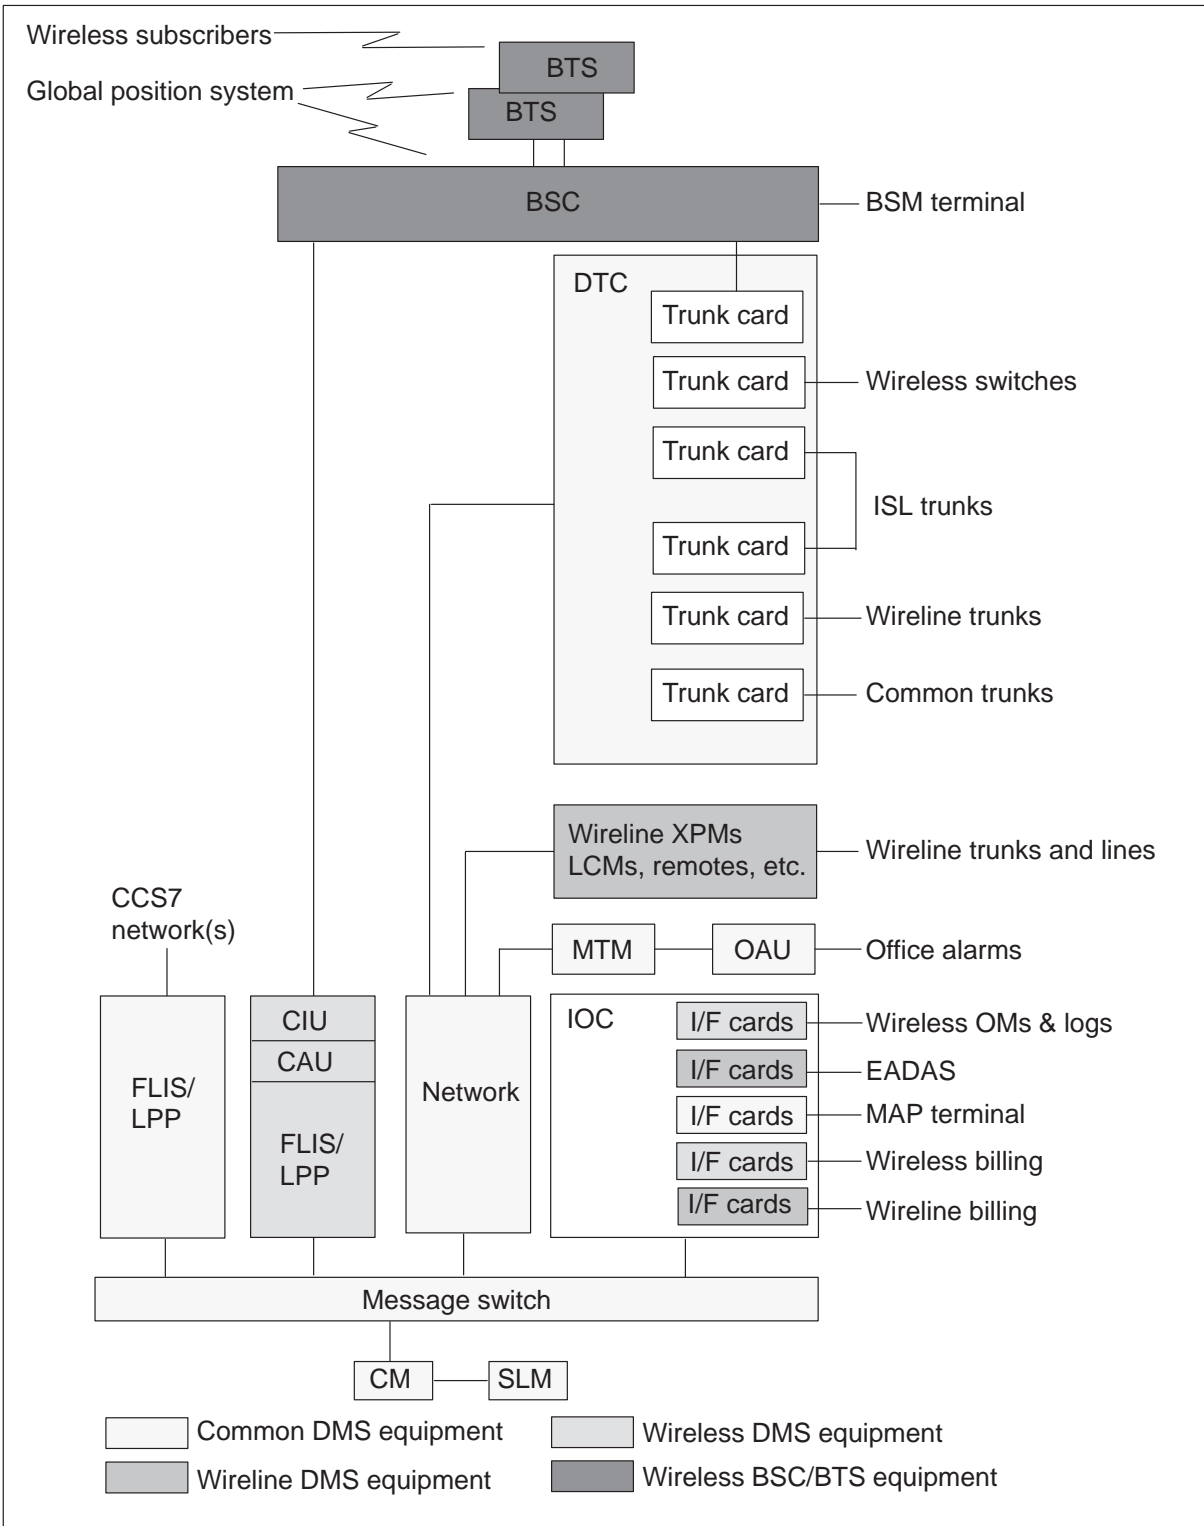 Wireless subscribers
BTS
Global position system
BTS
BSC
BSM terminal
DTC
Trunk card
Trunk card
Wireless switches
Trunk card
ISL trunks
Trunk card
Trunk card
Wireline trunks
Trunk card
Common trunks
Wireline XPMs
LCMs, remotes, etc.
Wireline trunks and lines
CCS7
network(s)
MTM
OAU
Office alarms
FLIS/
LPP
CIU
CAU
FLIS/
LPP
Network
IOC
I/F cards
Wireless OMs & logs
I/F cards
EADAS
I/F cards
MAP terminal
I/F cards
Wireless billing
I/F cards
Wireline billing
Message switch
CM
SLM
Common DMS equipment
Wireless DMS equipment
Wireline DMS equipment
Wireless BSC/BTS equipment